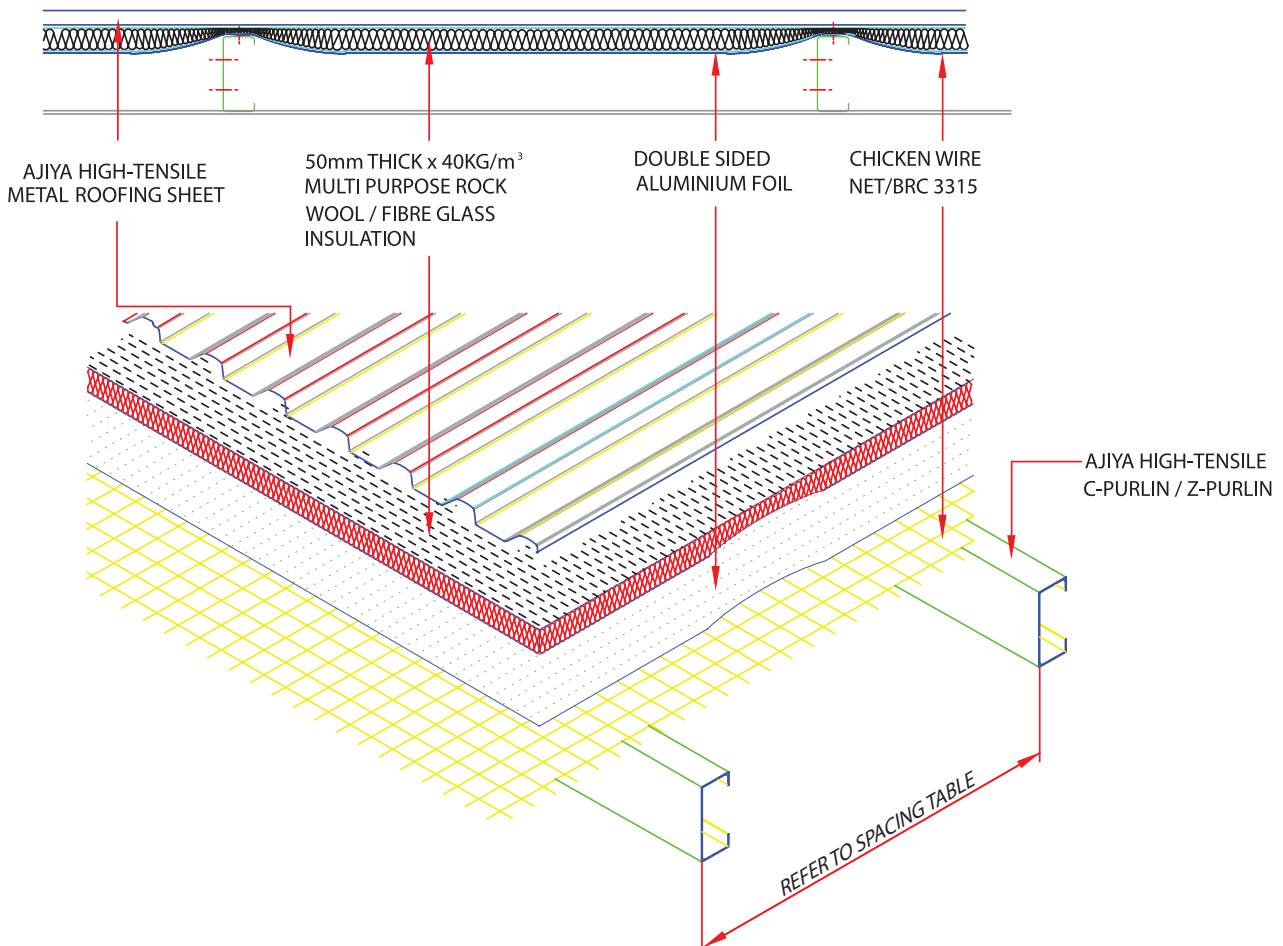 AJIYA HIGH-TENSILE
METAL ROOFING SHEET
50mm THICK x 40KG/m³
MULTI PURPOSE ROCK
WOOL / FIBRE GLASS
INSULATION
DOUBLE SIDED
ALUMINIUM FOIL
CHICKEN WIRE
NET/BRC 3315
AJIYA HIGH-TENSILE
C-PURLIN / Z-PURLIN
REFER TO SPACING TABLE